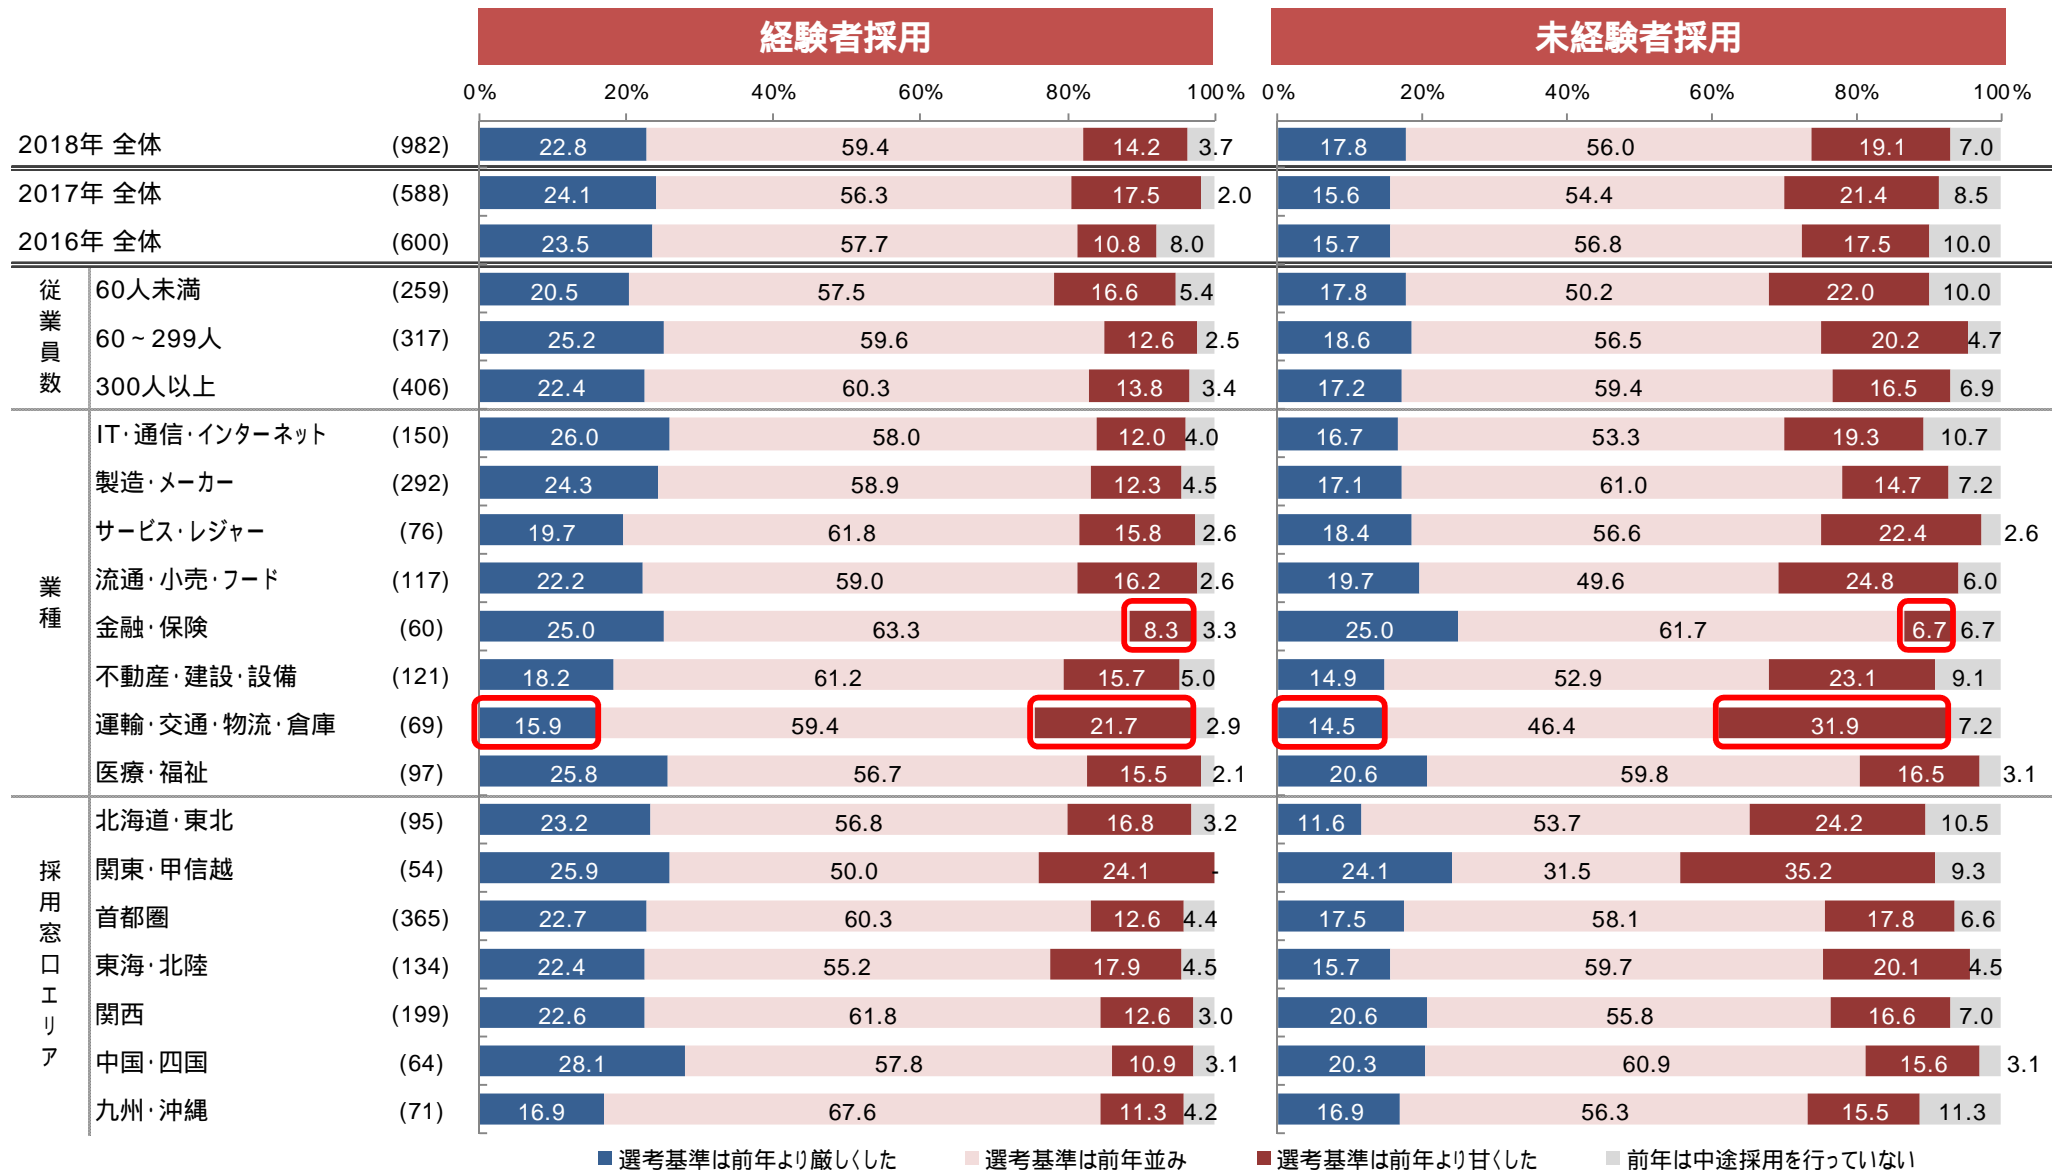 経験者採用 未経験者採用
0% 20% 40% 60% 80% 100% 0% 20% 40% 60% 80% 100%
2018年 全体 (982) 22.8 59.4 14.2 3.7 17.8 56.0 19.1 7.0
2017年 全体 (588) 24.1 56.3 17.5 2.0 15.6 54.4 21.4 8.5
2016年 全体 (600) 23.5 57.7 10.8 8.0 15.7 56.8 17.5 10.0
従業員数
60人未満 (259) 20.5 57.5 16.6 5.4 17.8 50.2 22.0 10.0
60~299人 (317) 25.2 59.6 12.6 2.5 18.6 56.5 20.2 4.7
300人以上 (406) 22.4 60.3 13.8 3.4 17.2 59.4 16.5 6.9
業種
IT・通信・インターネット (150) 26.0 58.0 12.0 4.0 16.7 53.3 19.3 10.7
製造・メーカー (292) 24.3 58.9 12.3 4.5 17.1 61.0 14.7 7.2
サービス・レジャー (76) 19.7 61.8 15.8 2.6 18.4 56.6 22.4 2.6
流通・小売・フード (117) 22.2 59.0 16.2 2.6 19.7 49.6 24.8 6.0
金融・保険 (60) 25.0 63.3 8.3 3.3 25.0 61.7 6.7 6.7
不動産・建設・設備 (121) 18.2 61.2 15.7 5.0 14.9 52.9 23.1 9.1
運輸・交通・物流・倉庫 (69) 15.9 59.4 21.7 2.9 14.5 46.4 31.9 7.2
医療・福祉 (97) 25.8 56.7 15.5 2.1 20.6 59.8 16.5 3.1
採用窓口エリア
北海道・東北 (95) 23.2 56.8 16.8 3.2 11.6 53.7 24.2 10.5
関東・甲信越 (54) 25.9 50.0 24.1 - 24.1 31.5 35.2 9.3
首都圏 (365) 22.7 60.3 12.6 4.4 17.5 58.1 17.8 6.6
東海・北陸 (134) 22.4 55.2 17.9 4.5 15.7 59.7 20.1 4.5
関西 (199) 22.6 61.8 12.6 3.0 20.6 55.8 16.6 7.0
中国・四国 (64) 28.1 57.8 10.9 3.1 20.3 60.9 15.6 3.1
九州・沖縄 (71) 16.9 67.6 11.3 4.2 16.9 56.3 15.5 11.3
選考基準は前年より厳しくした 選考基準は前年並み 選考基準は前年より甘くした 前年は中途採用を行っていない